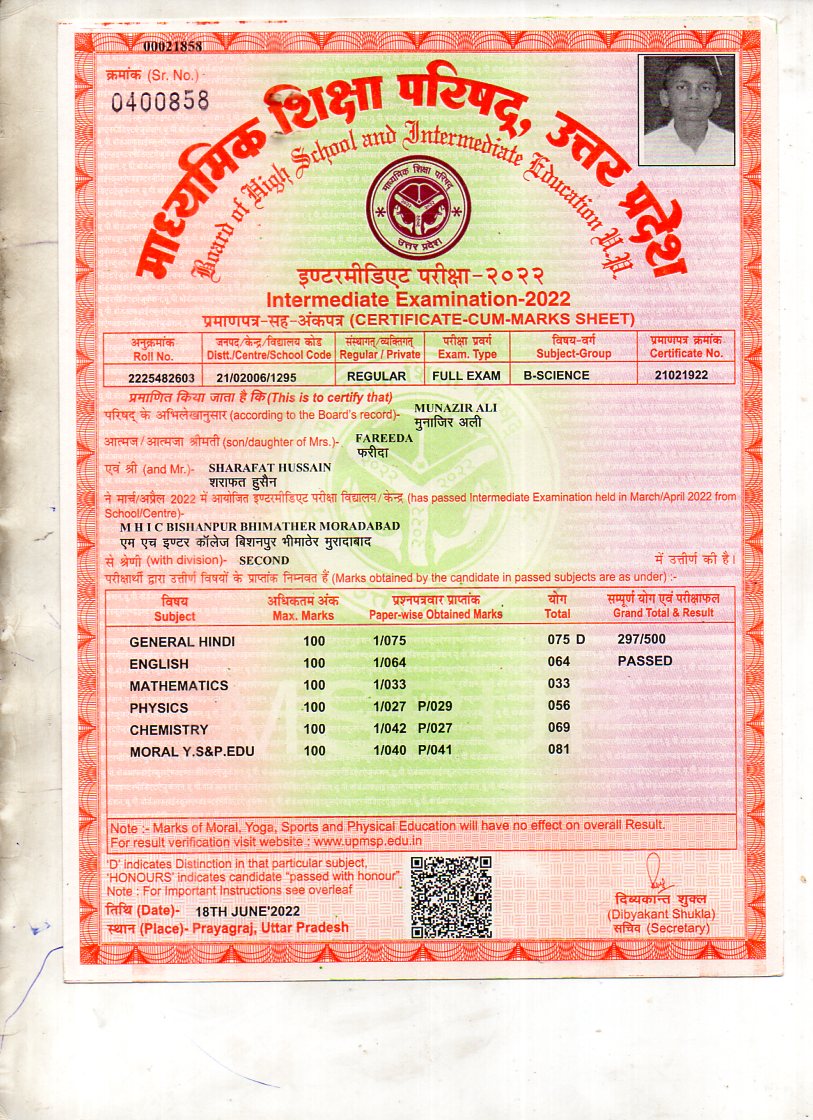 00021858
क्रमांक (Sr. No.)
0400858
माध्यमिक शिक्षा परिषद्, उत्तर प्रदेश
Board of High School and Intermediate Education U.P.
माध्यमिक शिक्षा परिषद
उत्तर प्रदेश
इण्टरमीडिएट परीक्षा-२०२२
Intermediate Examination-2022
प्रमाणपत्र-सह-अंकपत्र (CERTIFICATE-CUM-MARKS SHEET)
अनुक्रमांक जनपद/केन्द्र/विद्यालय कोड संस्थागत/व्यक्तिगत परीक्षा प्रवर्ग विषय-वर्ग प्रमाणपत्र क्रमांक
Roll No. Distt./Centre/School Code Regular / Private Exam. Type Subject-Group Certificate No.
2225482603 21/02006/1295 REGULAR FULL EXAM B-SCIENCE 21021922
प्रमाणित किया जाता है कि (This is to certify that)
परिषद् के अभिलेखानुसार (according to the Board's record)- MUNAZIR ALI
मुनाजिर अली
आत्मज/आत्मजा श्रीमती (son/daughter of Mrs.)- FAREEDA
फरीदा
एवं श्री (and Mr.)- SHARAFAT HUSSAIN
शराफत हुसैन
ने मार्च/अप्रैल 2022 में आयोजित इण्टरमीडिएट परीक्षा विद्यालय/केन्द्र (has passed Intermediate Examination held in March/April 2022 from
School/Centre)-
M H I C BISHANPUR BHIMATHER MORADABAD
एम एच इण्टर कॉलेज बिशनपुर भीमाठेर मुरादाबाद
से श्रेणी (with division)- SECOND में उत्तीर्ण की है।
परीक्षार्थी द्वारा उत्तीर्ण विषयों के प्राप्तांक निम्नवत हैं (Marks obtained by the candidate in passed subjects are as under) :-
विषय अधिकतम अंक प्रश्नपत्रवार प्राप्तांक योग सम्पूर्ण योग एवं परीक्षाफल
Subject Max. Marks Paper-wise Obtained Marks Total Grand Total & Result
GENERAL HINDI 100 1/075 075 D 297/500
ENGLISH 100 1/064 064 PASSED
MATHEMATICS 100 1/033 033
PHYSICS 100 1/027 P/029 056
CHEMISTRY 100 1/042 P/027 069
MORAL Y.S&P.EDU 100 1/040 P/041 081
Note :- Marks of Moral, Yoga, Sports and Physical Education will have no effect on overall Result.
For result verification visit website : www.upmsp.edu.in
'D' indicates Distinction in that particular subject,
'HONOURS' indicates candidate "passed with honour"
Note : For Important Instructions see overleaf
तिथि (Date)- 18TH JUNE'2022
स्थान (Place)- Prayagraj, Uttar Pradesh
दिव्यकान्त शुक्ल
(Dibyakant Shukla)
सचिव (Secretary)